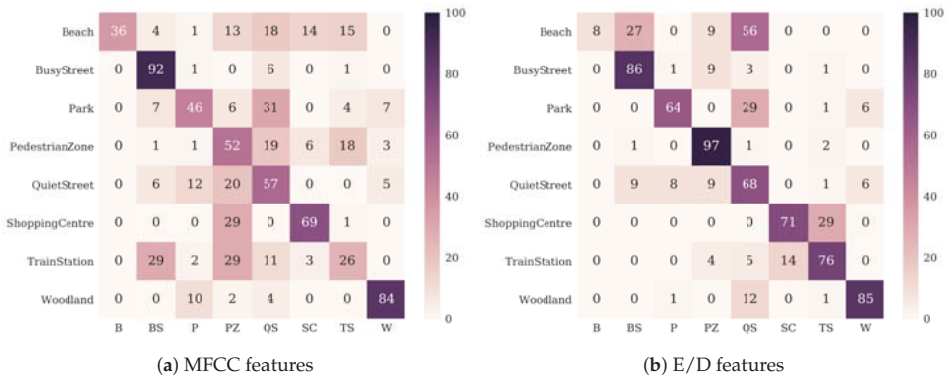 Beach 36 4 1 13 18 14 15 0
BusyStreet 0 92 1 0 6 0 1 0
Park 0 7 46 6 31 0 4 7
PedestrianZone 0 1 1 52 19 6 18 3
QuietStreet 0 6 12 20 57 0 0 5
ShoppingCentre 0 0 0 29 0 69 1 0
TrainStation 0 29 2 29 11 3 26 0
Woodland 0 0 10 2 4 0 0 84
B BS P PZ QS SC TS W
100
80
60
40
20
0
(a) MFCC features
Beach 8 27 0 9 56 0 0 0
BusyStreet 0 86 1 9 3 0 1 0
Park 0 0 64 0 29 0 1 6
PedestrianZone 0 1 0 97 1 0 2 0
QuietStreet 0 9 8 9 68 0 1 6
ShoppingCentre 0 0 0 0 0 71 29 0
TrainStation 0 0 0 4 5 14 76 0
Woodland 0 0 1 0 12 0 1 85
B BS P PZ QS SC TS W
100
80
60
40
20
0
(b) E/D features